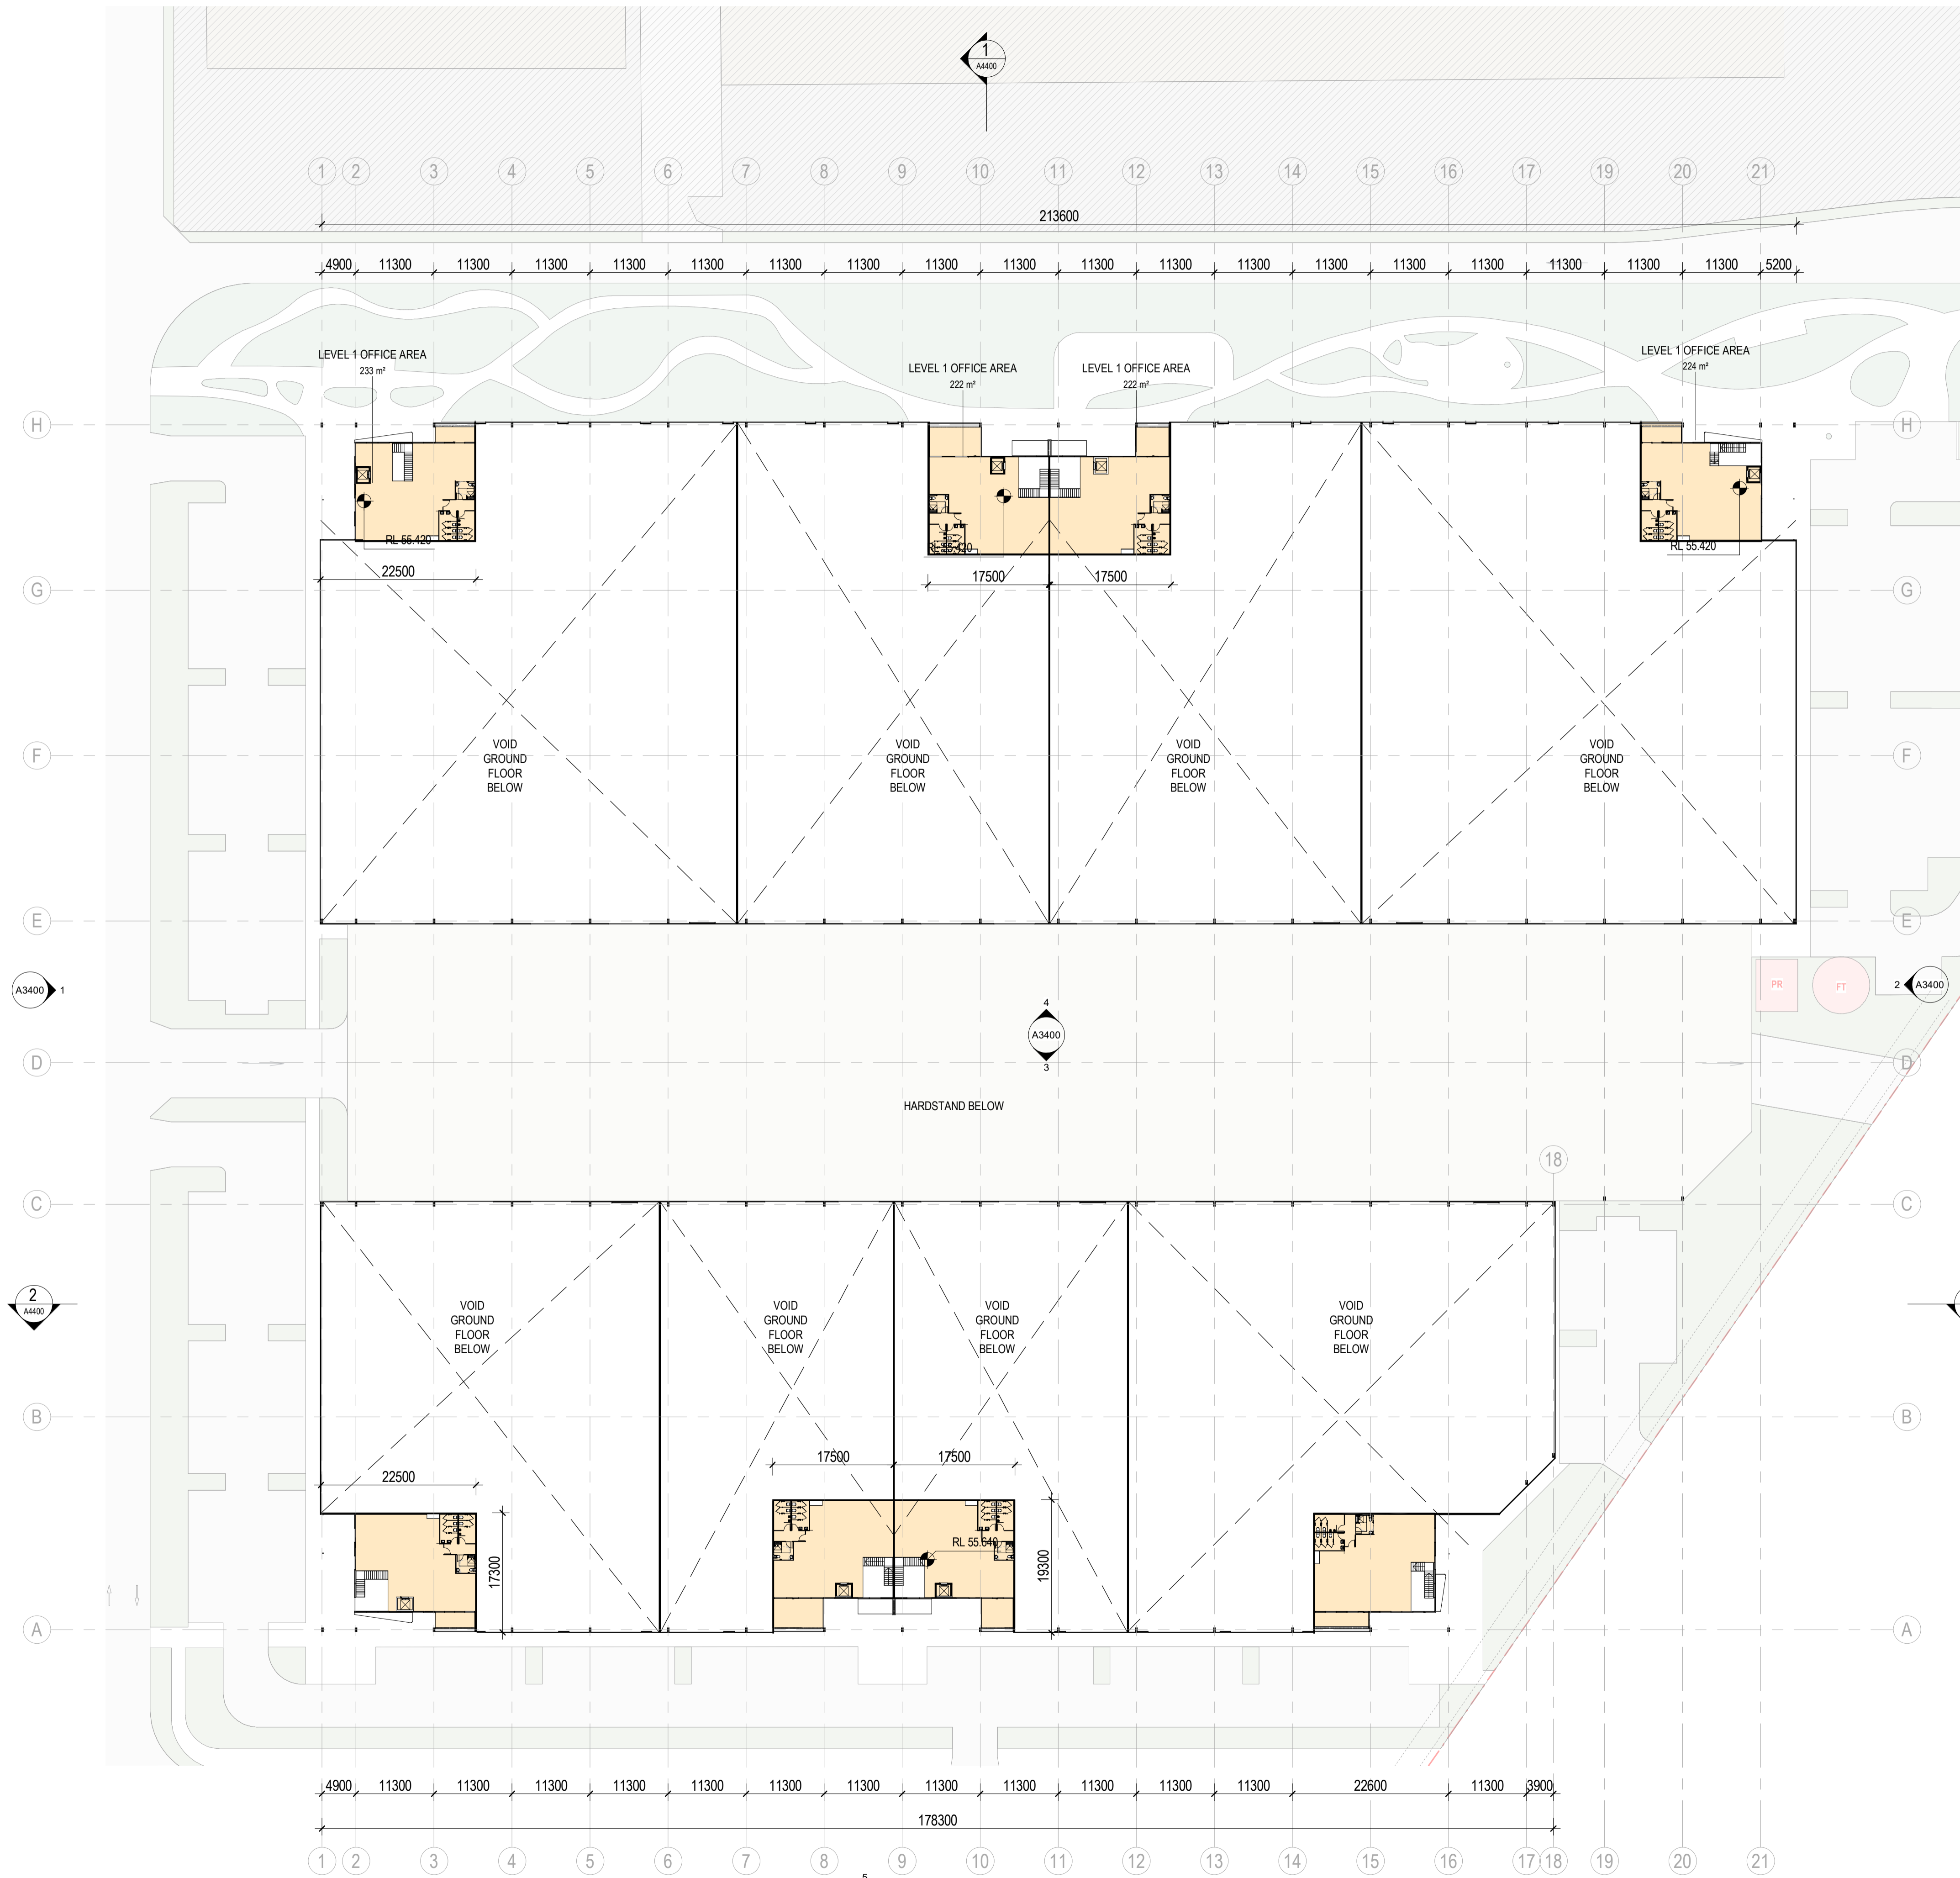 1
A4400
1 2 3 4 5 6 7 8 9 10 11 12 13 14 15 16 17 19 20 21
213600
4900 11300 11300 11300 11300 11300 11300 11300 11300 11300 11300 11300 11300 11300 11300 11300 11300 11300 11300 5200
LEVEL 1 OFFICE AREA
233 m²
LEVEL 1 OFFICE AREA
222 m²
LEVEL 1 OFFICE AREA
222 m²
LEVEL 1 OFFICE AREA
224 m²
H H
RL 55.420
RL 55.420
22500
17500 17500
G G
VOID
GROUND
FLOOR
BELOW
VOID
GROUND
FLOOR
BELOW
VOID
GROUND
FLOOR
BELOW
VOID
GROUND
FLOOR
BELOW
F F
E E
A3400 1
4
A3400
3
PR
FT
2 A3400
D D
HARDSTAND BELOW
18
C C
2
A4400
VOID
GROUND
FLOOR
BELOW
VOID
GROUND
FLOOR
BELOW
VOID
GROUND
FLOOR
BELOW
VOID
GROUND
FLOOR
BELOW
B B
22500
17500 17500
17300
RL 55.640
19300
A A
4900 11300 11300 11300 11300 11300 11300 11300 11300 11300 11300 11300 11300 22600 11300 3900
178300
1 2 3 4 5 6 7 8 9 10 11 12 13 14 15 16 17 18 19 20 21